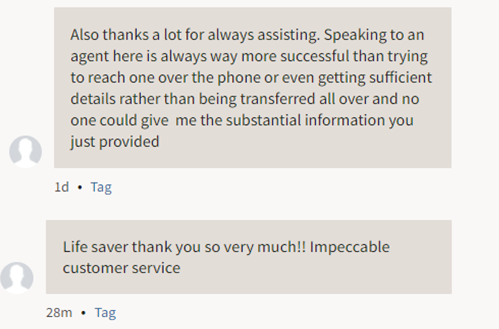 Also thanks a lot for always assisting. Speaking to an
agent here is always way more successful than trying
to reach one over the phone or even getting sufficient
details rather than being transferred all over and no
one could give  me the substantial information you
just provided
1d • Tag
Life saver thank you so very much!! Impeccable
customer service
28m • Tag